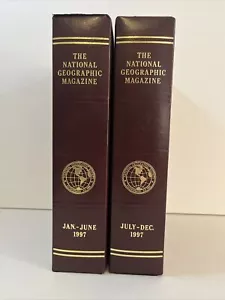 THE
NATIONAL
GEOGRAPHIC
MAGAZINE
JAN.-JUNE
1997
THE
NATIONAL
GEOGRAPHIC
MAGAZINE
JULY-DEC.
1997